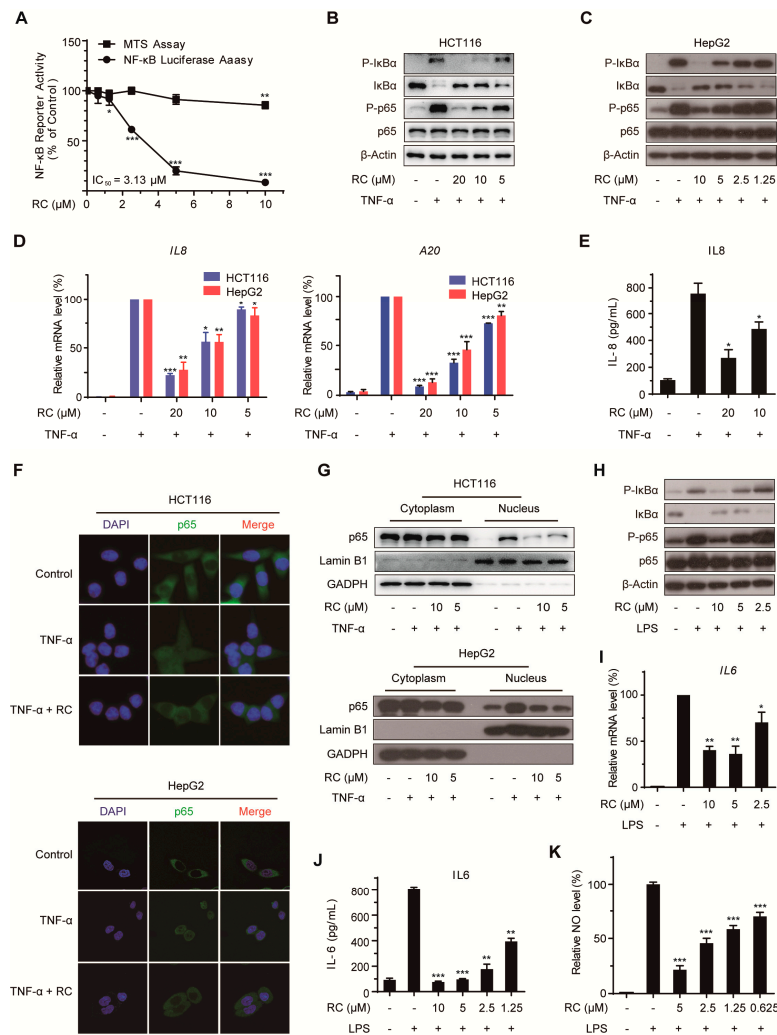 A
NF-κB Reporter Activity
(% of Control)
150
100
50
0
MTS Assay
NF-κB Luciferase Aaasy
*
***
***
**
***
IC50 = 3.13 µM
RC (µM) 0 2 4 6 8 10
B
HCT116
P-IκBα
IκBα
P-p65
p65
β-Actin
RC (µM) - - 20 10 5
TNF-α - + + + +
C
HepG2
P-IκBα
IκBα
P-p65
p65
β-Actin
RC (µM) - - 10 5 2.5 1.25
TNF-α - + + + + +
D
IL8
Relative mRNA level (%)
100
50
0
HCT116
HepG2
*** ** * ** * *
RC (µM) - - 20 10 5
TNF-α - + + + +
A20
Relative mRNA level (%)
100
50
0
HCT116
HepG2
*** *** *** *** *** **
RC (µM) - - 20 10 5
TNF-α - + + + +
E
IL8
IL- 8 (pg/mL)
800
600
400
200
0
* *
RC (µM) - - 20 10
TNF-α - + + +
F
HCT116
DAPI p65 Merge
Control
TNF-α
TNF-α + RC
HepG2
DAPI p65 Merge
Control
TNF-α
TNF-α + RC
G
HCT116
Cytoplasm Nucleus
p65
Lamin B1
GADPH
RC (µM) - - 10 5 - - 10 5
TNF-α - + + + - + + +
HepG2
Cytoplasm Nucleus
p65
Lamin B1
GADPH
RC (µM) - - 10 5 - - 10 5
TNF-α - + + + - + + +
H
P-IκBα
IκBα
P-p65
p65
β-Actin
RC (µM) - - 10 5 2.5
LPS - + + + +
I
IL6
Relative mRNA level (%)
100
50
0
** ** *
RC (µM) - - 10 5 2.5
LPS - + + + +
J
IL6
IL- 6 (pg/mL)
800
600
400
200
0
*** *** ** **
RC (µM) - - 10 5 2.5 1.25
LPS - + + + + +
K
Relative NO level (%)
100
50
0
*** *** *** ***
RC (µM) - - 5 2.5 1.25 0.625
LPS - + + + + +